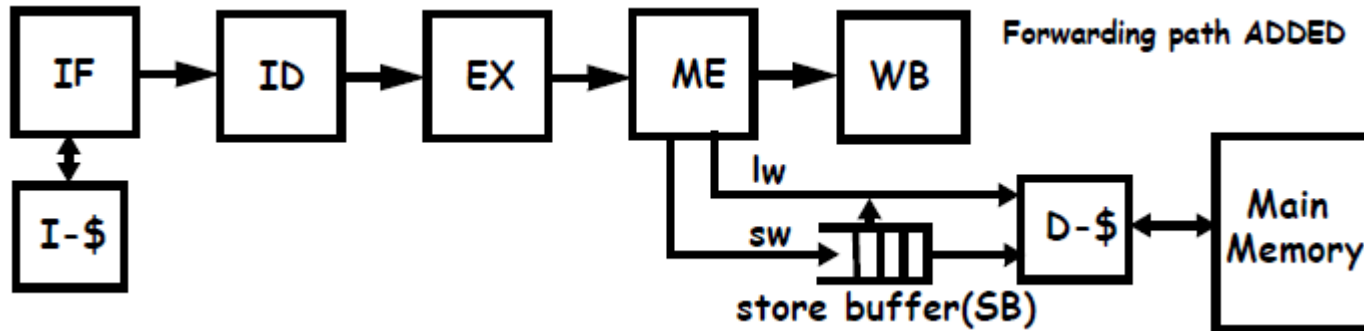 Forwarding path ADDED
IF
ID
EX
ME
WB
I-$
lw
sw
D-$
Main
Memory
store buffer(SB)